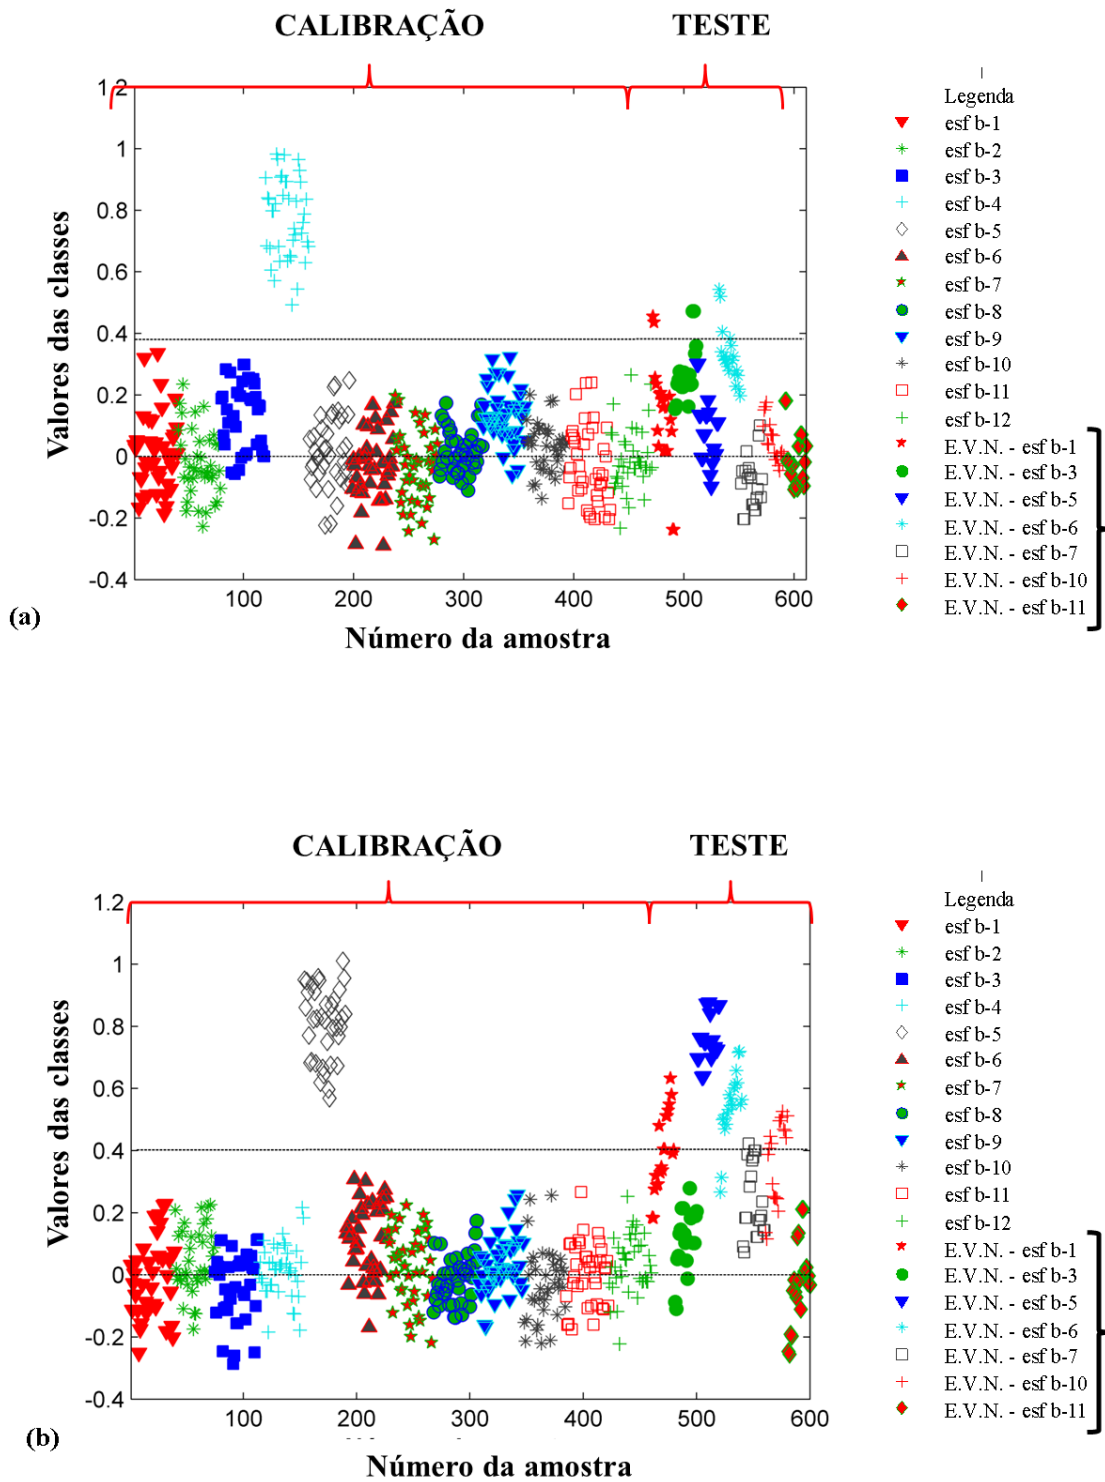 CALIBRAÇÃO TESTE
1.2
1
0.8
0.6
0.4
0.2
0
-0.2
-0.4
Valores das classes
100 200 300 400 500 600
Número da amostra
(a)
Legenda
esf b-1
esf b-2
esf b-3
esf b-4
esf b-5
esf b-6
esf b-7
esf b-8
esf b-9
esf b-10
esf b-11
esf b-12
E.V.N. - esf b-1
E.V.N. - esf b-3
E.V.N. - esf b-5
E.V.N. - esf b-6
E.V.N. - esf b-7
E.V.N. - esf b-10
E.V.N. - esf b-11
CALIBRAÇÃO TESTE
1.2
1
0.8
0.6
0.4
0.2
0
-0.2
-0.4
Valores das classes
100 200 300 400 500 600
Número da amostra
(b)
Legenda
esf b-1
esf b-2
esf b-3
esf b-4
esf b-5
esf b-6
esf b-7
esf b-8
esf b-9
esf b-10
esf b-11
esf b-12
E.V.N. - esf b-1
E.V.N. - esf b-3
E.V.N. - esf b-5
E.V.N. - esf b-6
E.V.N. - esf b-7
E.V.N. - esf b-10
E.V.N. - esf b-11